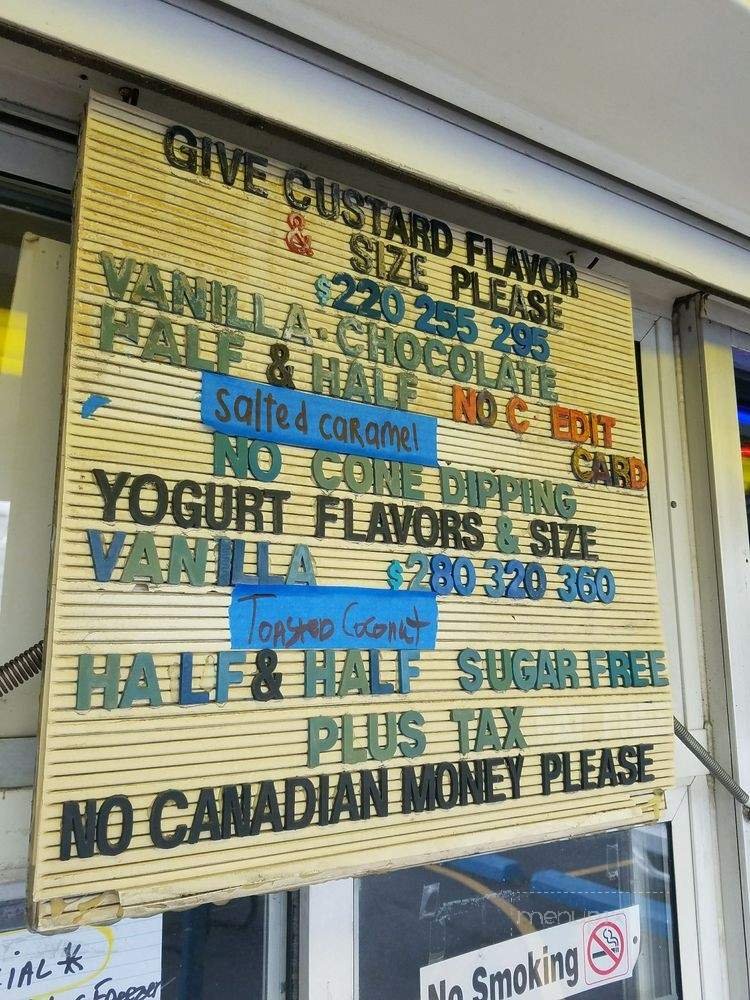 GIVE CUSTARD FLAVOR
& SIZE PLEASE
$220 255 295
VANILLA·CHOCOLATE
HALF & HALF NO C EDIT
CARD
Salted caramel
NO CONE DIPPING
YOGURT FLAVORS & SIZE
VANILLA $280 320 360
Toasted Coconut
HALF & HALF SUGAR FREE
PLUS TAX
NO CANADIAN MONEY PLEASE
No Smoking
IAL *
Freezer